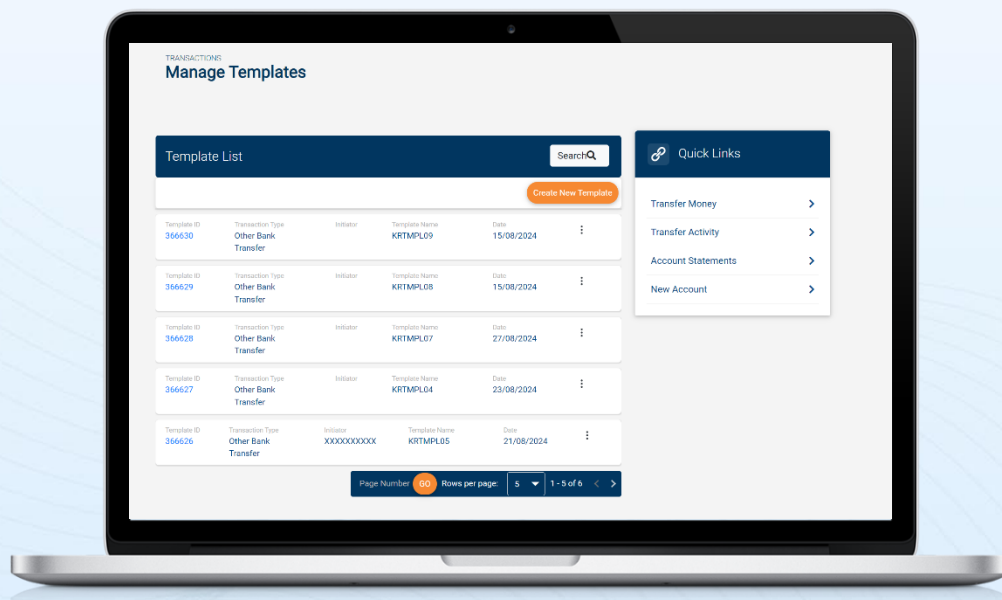 TRANSACTIONS
Manage Templates
Template List
Search
Create New Template
Template ID Transaction Type Initiator Template Name Date
366630 Other Bank KRTMPL09 15/08/2024
Transfer
Template ID Transaction Type Initiator Template Name Date
366629 Other Bank KRTMPL08 15/08/2024
Transfer
Template ID Transaction Type Initiator Template Name Date
366628 Other Bank KRTMPL07 27/08/2024
Transfer
Template ID Transaction Type Initiator Template Name Date
366627 Other Bank KRTMPL04 23/08/2024
Transfer
Template ID Transaction Type Initiator Template Name Date
366626 Other Bank XXXXXXXXXX KRTMPL05 21/08/2024
Transfer
Page Number GO Rows per page: 5 1 - 5 of 6
Quick Links
Transfer Money
Transfer Activity
Account Statements
New Account